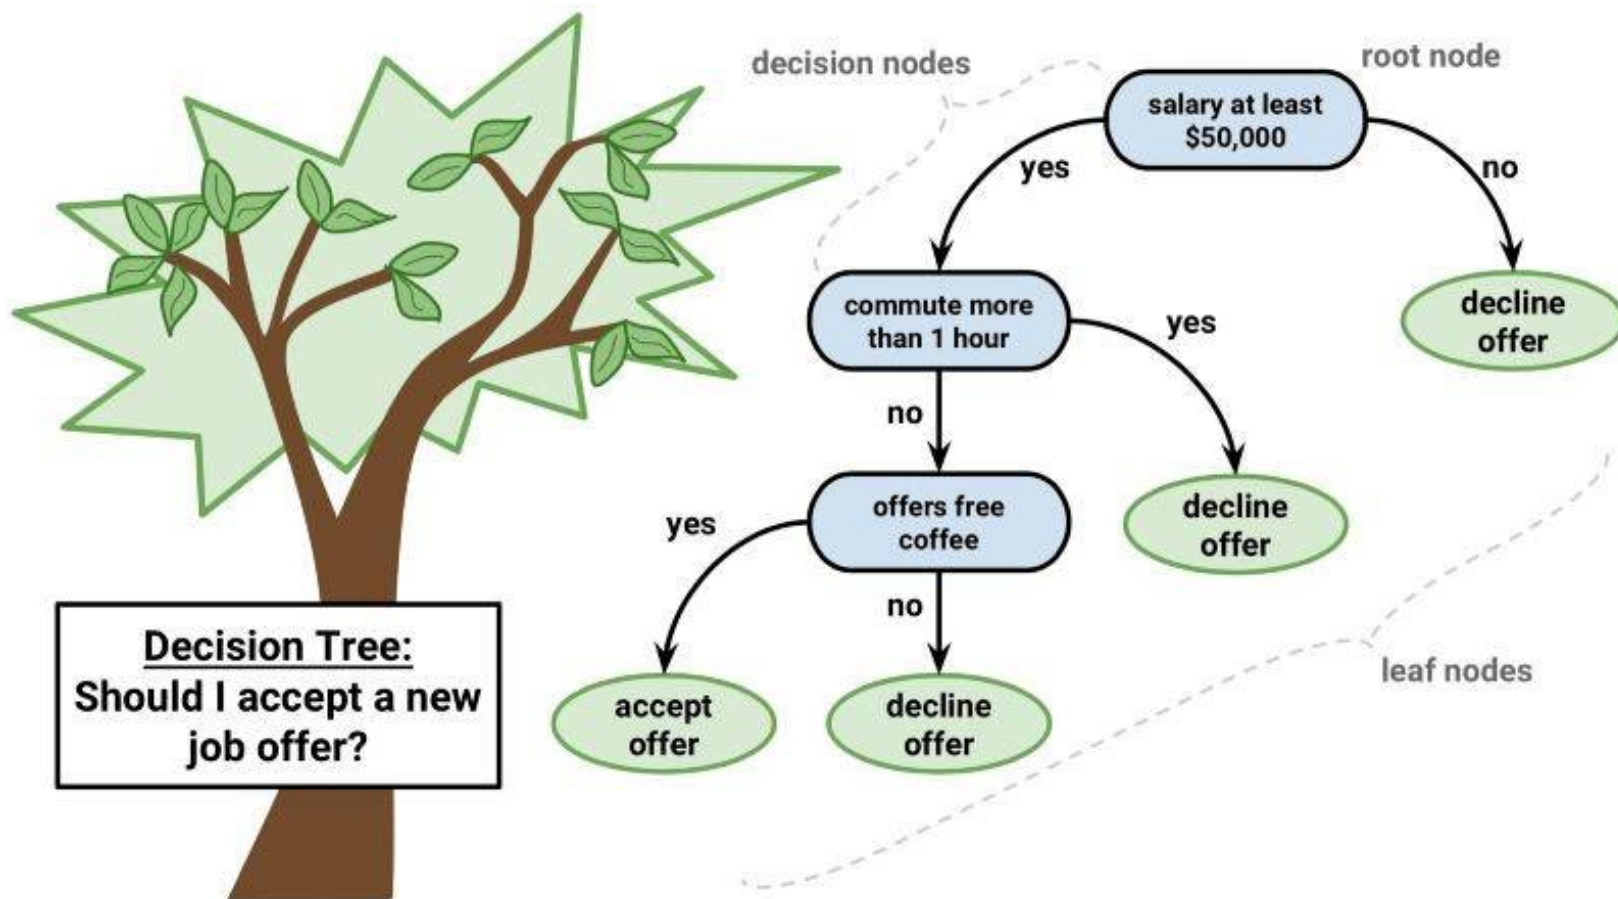 decision nodes
root node
salary at least
$50,000
yes
no
commute more
than 1 hour
decline
offer
yes
no
offers free
coffee
decline
offer
yes
no
accept
offer
decline
offer
leaf nodes
Decision Tree:
Should I accept a new
job offer?